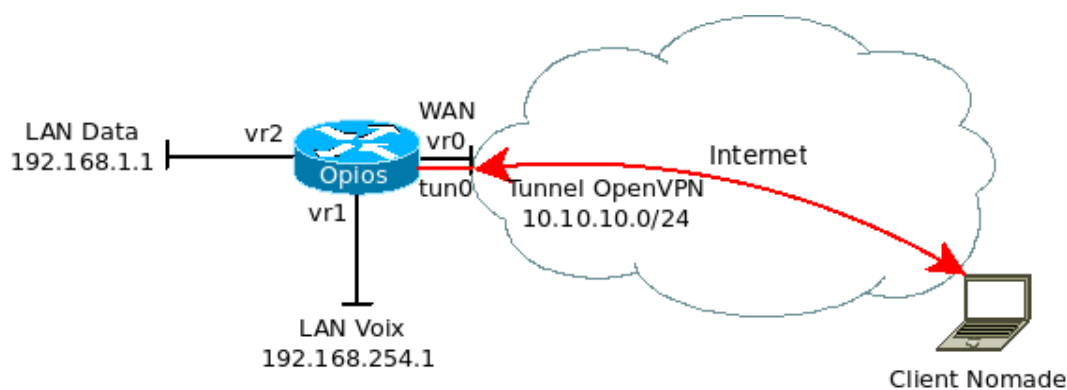 WAN
LAN Data
192.168.1.1
vr2
vr0
Opios
tun0
vr1
Internet
Tunnel OpenVPN
10.10.10.0/24
LAN Voix
192.168.254.1
Client Nomade